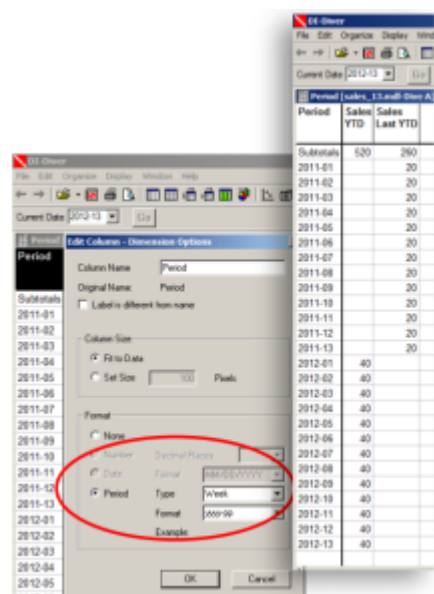 DI-Diver
File Edit Organize Display Window Help
Current Date 2012-13 Go
Period
Period
Subtotals
2011-01
2011-02
2011-03
2011-04
2011-05
2011-06
2011-07
2011-08
2011-09
2011-10
2011-11
2011-12
2011-13
2012-01
2012-02
2012-03
2012-04
2012-05
Edit Column - Dimension Options
Column Name Period
Original Name: Period
Label is different from name
Column Size
Fit to Data
Set Size 100 Pixels
Format
None
Number Decimal Places
Date Format MM/DD/YYYY
Period Type Week
Format
Example:
OK Cancel
DI-Diver
File Edit Organize Display Wind
Current Date 2012-13 Go
Period (sales_13.mdl-Dive A)
Period Sales YTD Sales Last YTD
Subtotals 520 260
2011-01 20
2011-02 20
2011-03 20
2011-04 20
2011-05 20
2011-06 20
2011-07 20
2011-08 20
2011-09 20
2011-10 20
2011-11 20
2011-12 20
2011-13 20
2012-01 40
2012-02 40
2012-03 40
2012-04 40
2012-05 40
2012-06 40
2012-07 40
2012-08 40
2012-09 40
2012-10 40
2012-11 40
2012-12 40
2012-13 40